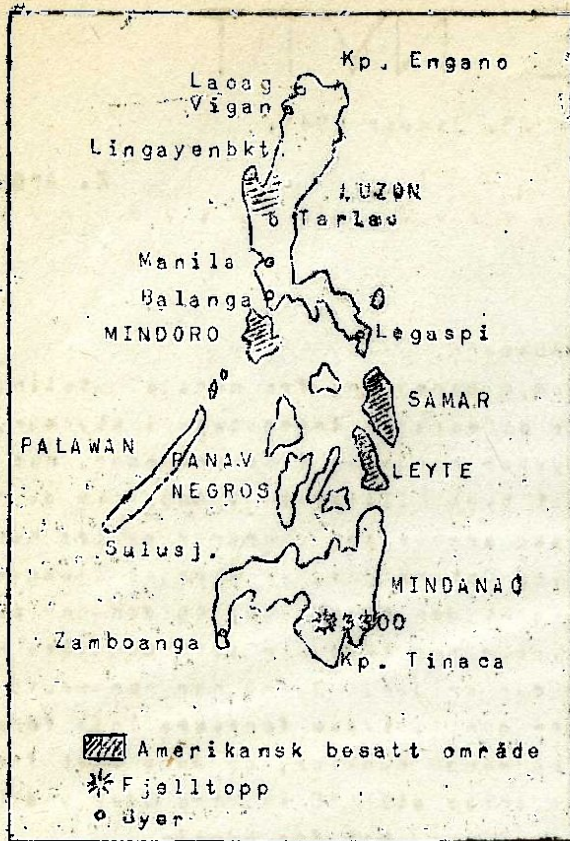 Kp. Engano
Laoag
Vigan
Lingayenbkt.
LUZON
Tarlac
Manila
Balanga
MINDORO
Legaspi
SAMAR
PALAWAN
PANAY
NEGROS
LEYTE
Sulusj.
MINDANAO
3300
Zamboanga
Kp. Tinaca
Amerikansk besatt område
Fjelltopp
Byer